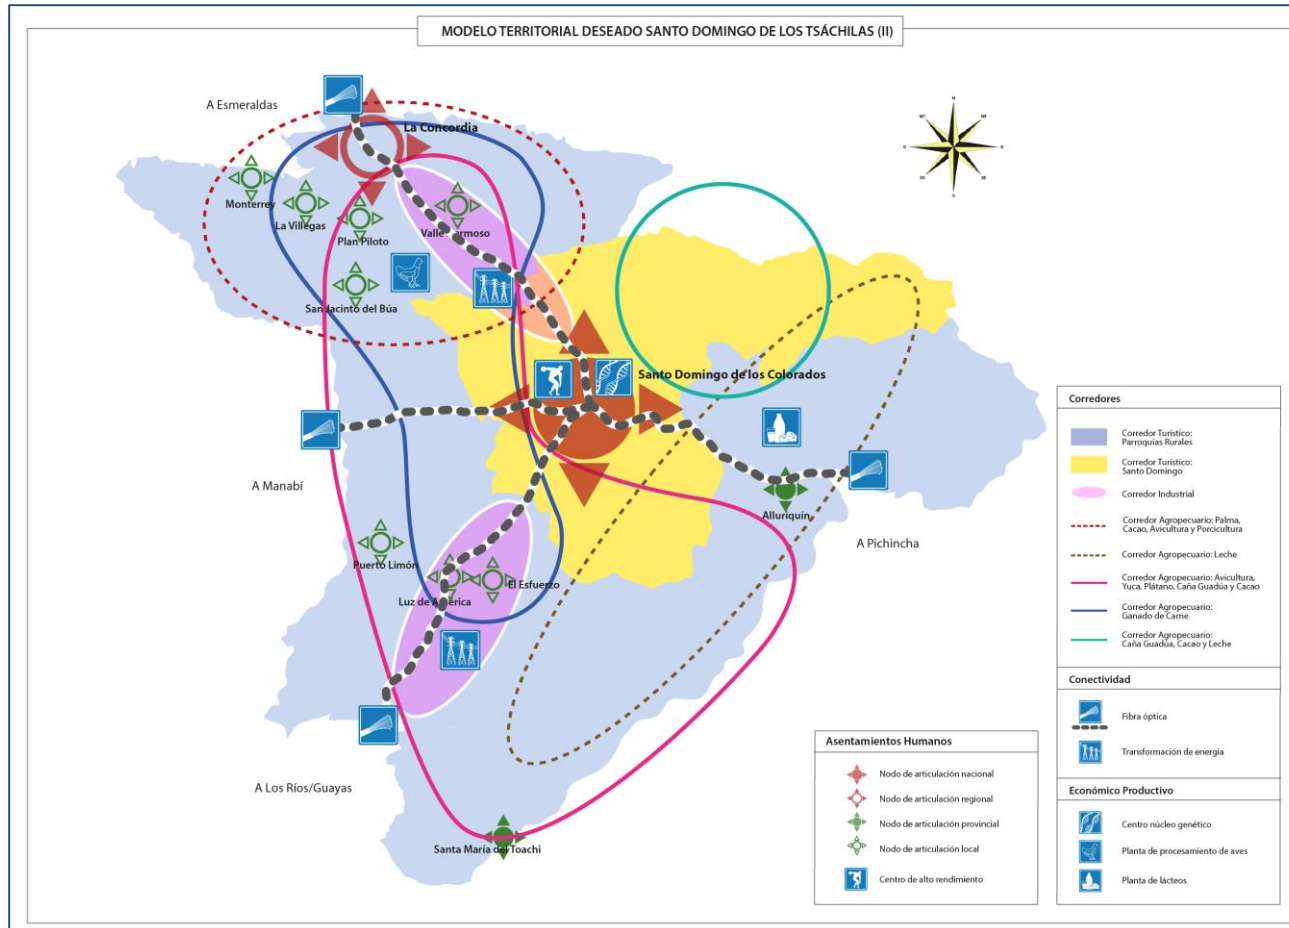 MODELO TERRITORIAL DESEADO SANTO DOMINGO DE LOS TSÁCHILAS (II)
A Esmeraldas
La Concordia
Monterrey
La Villegas
Plan Piloto
Valle
San Jacinto del Búa
Santo Domingo de los Colorados
A Manabí
Alluriquín
A Pichincha
Puerto Limón
Luz de América
El Esfuerzo
A Los Ríos/Guayas
Santa María del Toachi
Asentamientos Humanos
Nodo de articulación nacional
Nodo de articulación regional
Nodo de articulación provincial
Nodo de articulación local
Centro de alto rendimiento
Corredores
Corredor Turístico:
Parroquias Rurales
Corredor Turístico:
Santo Domingo
Corredor Industrial
Corredor Agropecuario: Palma,
Cacao, Avicultura y Porcicultura
Corredor Agropecuario: Leche
Corredor Agropecuario: Avicultura,
Yuca, Plátano, Caña Guadúa y Cacao
Corredor Agropecuario:
Ganado de Carne
Corredor Agropecuario:
Caña Guadúa, Cacao y Leche
Conectividad
Fibra óptica
Transformación de energía
Económico Productivo
Centro núcleo genético
Planta de procesamiento de aves
Planta de lácteos